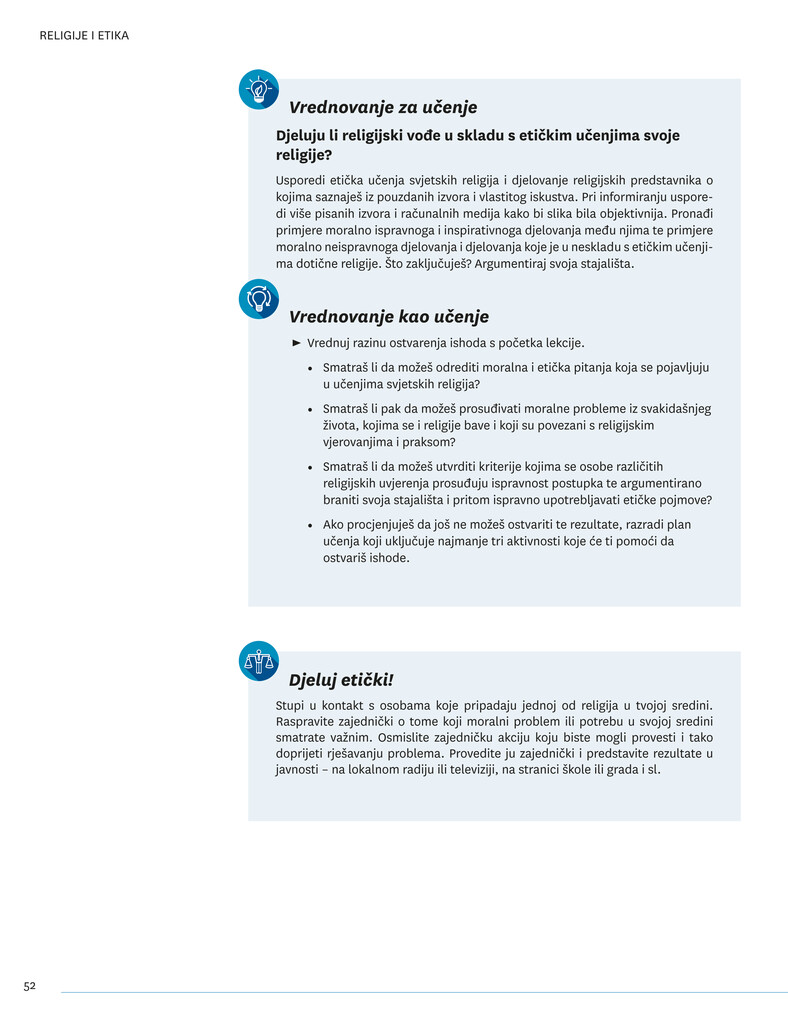 RELIGIJE I ETIKA
Vrednovanje za učenje
Djeluju li religijski vođe u skladu s etičkim učenjima svoje
religije?
Usporedi etička učenja svjetskih religija i djelovanje religijskih predstavnika o
kojima saznaješ iz pouzdanih izvora i vlastitog iskustva. Pri informiranju uspore-
di više pisanih izvora i računalnih medija kako bi slika bila objektivnija. Pronađi
primjere moralno ispravnoga i inspirativnoga djelovanja među njima te primjere
moralno neispravnoga djelovanja i djelovanja koje je u neskladu s etičkim učenji-
ma dotične religije. Što zaključuješ? Argumentiraj svoja stajališta.
Vrednovanje kao učenje
► Vrednuj razinu ostvarenja ishoda s početka lekcije.
• Smatraš li da možeš odrediti moralna i etička pitanja koja se pojavljuju
u učenjima svjetskih religija?
• Smatraš li pak da možeš prosuđivati moralne probleme iz svakidašnjeg
života, kojima se i religije bave i koji su povezani s religijskim
vjerovanjima i praksom?
• Smatraš li da možeš utvrditi kriterije kojima se osobe različitih
religijskih uvjerenja prosuđuju ispravnost postupka te argumentirano
braniti svoja stajališta i pritom ispravno upotrebljavati etičke pojmove?
• Ako procjenjuješ da još ne možeš ostvariti te rezultate, razradi plan
učenja koji uključuje najmanje tri aktivnosti koje će ti pomoći da
ostvariš ishode.
Djeluj etički!
Stupi u kontakt s osobama koje pripadaju jednoj od religija u tvojoj sredini.
Raspravite zajednički o tome koji moralni problem ili potrebu u svojoj sredini
smatrate važnim. Osmislite zajedničku akciju koju biste mogli provesti i tako
doprijeti rješavanju problema. Provedite ju zajednički i predstavite rezultate u
javnosti – na lokalnom radiju ili televiziji, na stranici škole ili grada i sl.
52